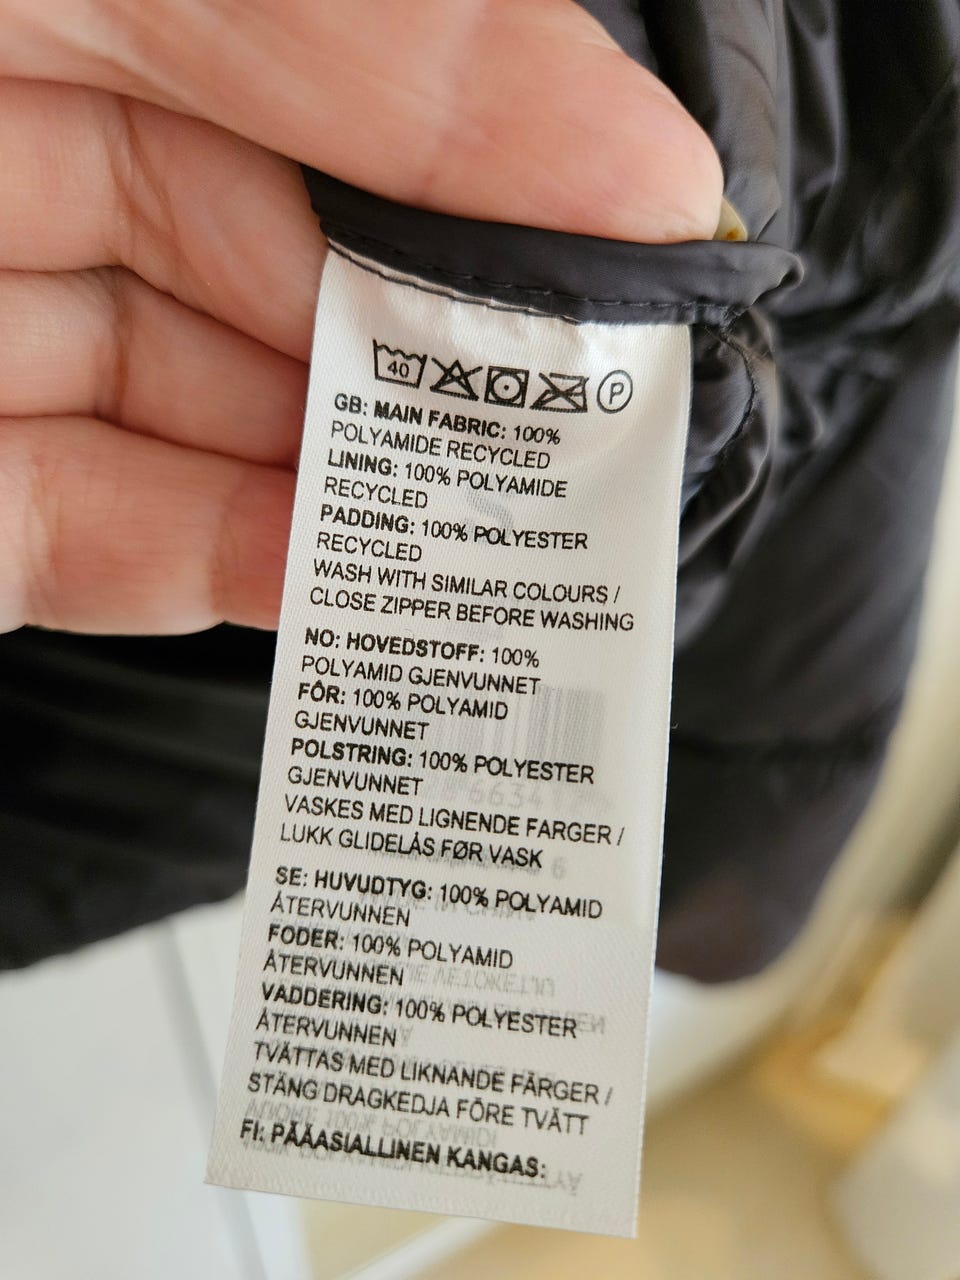 40 P
GB: MAIN FABRIC: 100%
POLYAMIDE RECYCLED
LINING: 100% POLYAMIDE
RECYCLED
PADDING: 100% POLYESTER
RECYCLED
WASH WITH SIMILAR COLOURS /
CLOSE ZIPPER BEFORE WASHING
NO: HOVEDSTOFF: 100%
POLYAMID GJENVUNNET
FÔR: 100% POLYAMID
GJENVUNNET
POLSTRING: 100% POLYESTER
GJENVUNNET
VASKES MED LIGNENDE FARGER /
LUKK GLIDELÅS FØR VASK
SE: HUVUDTYG: 100% POLYAMID
ÅTERVUNNEN
FODER: 100% POLYAMID
ÅTERVUNNEN
VADDERING: 100% POLYESTER
ÅTERVUNNEN
TVÄTTAS MED LIKNANDE FÄRGER /
STÄNG DRAGKEDJA FÖRE TVÄTT
FI: PÄÄASIALLINEN KANGAS: